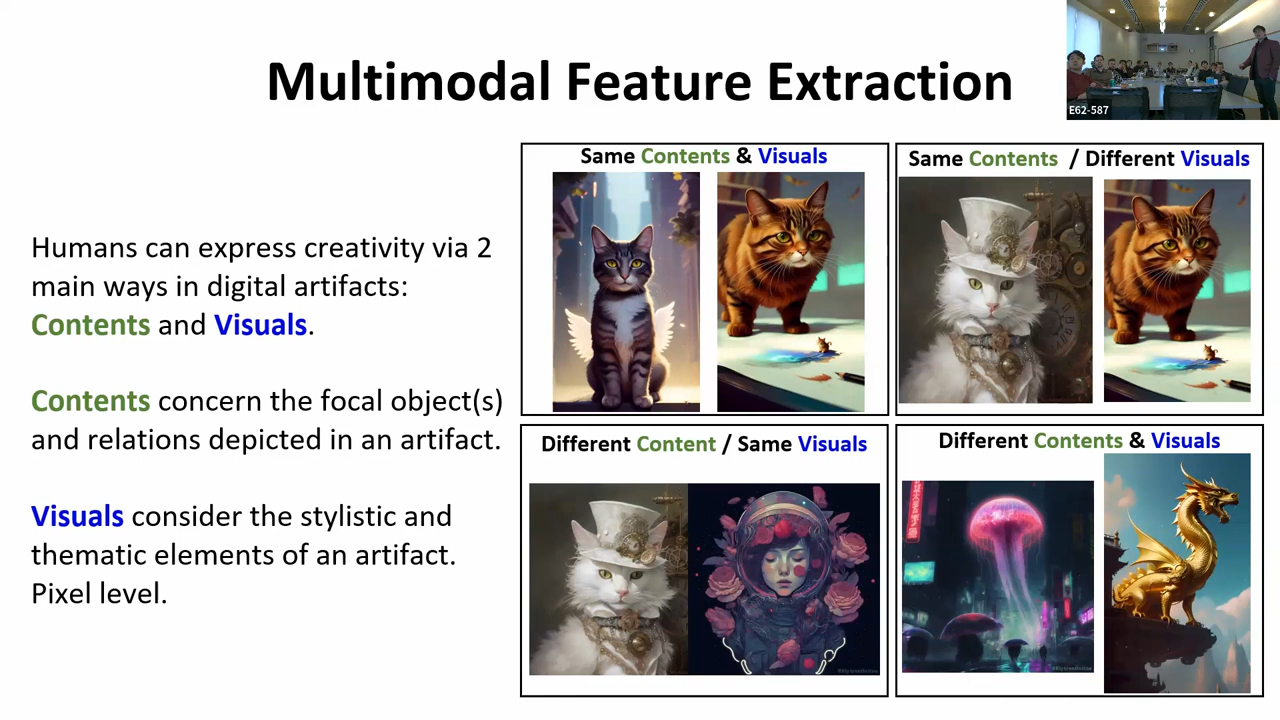 Multimodal Feature Extraction
E62-587
Humans can express creativity via 2
main ways in digital artifacts:
Contents and Visuals.
Contents concern the focal object(s)
and relations depicted in an artifact.
Visuals consider the stylistic and
thematic elements of an artifact.
Pixel level.
Same Contents & Visuals
Same Contents / Different Visuals
Different Content / Same Visuals
Different Contents & Visuals